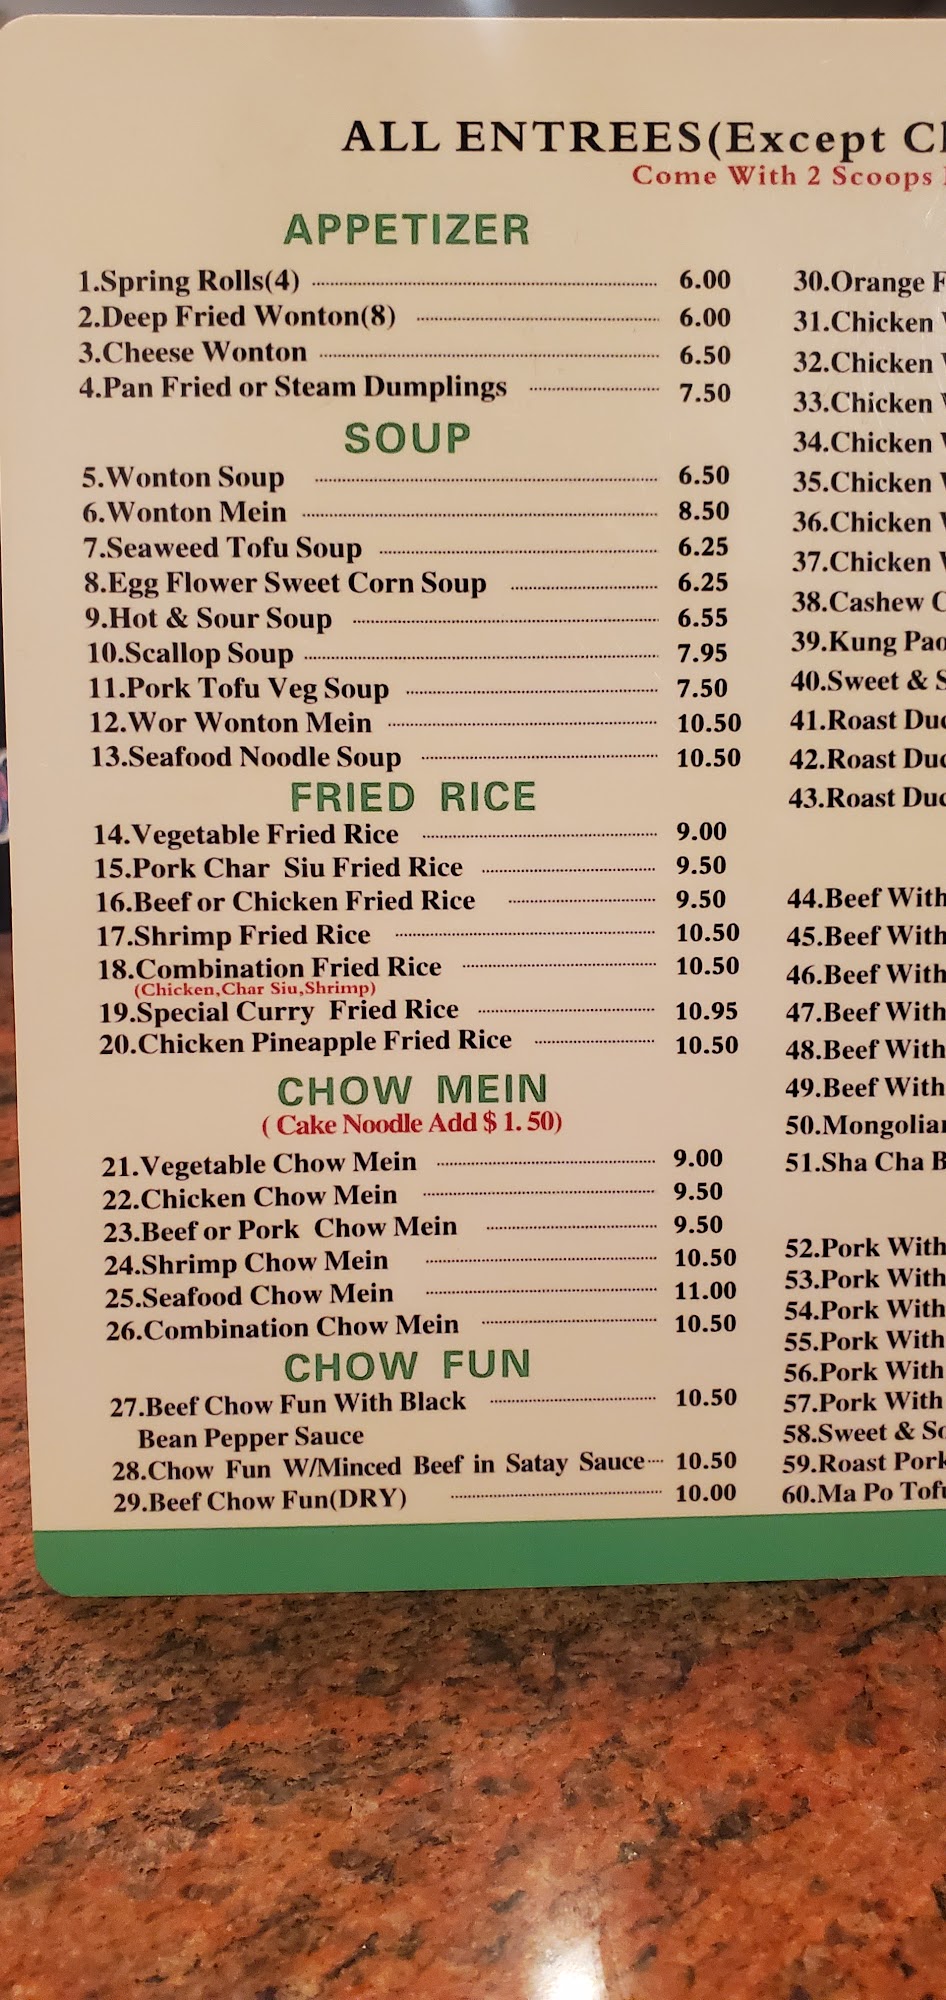 ALL ENTREES(Except
Come With 2 Scoops
APPETIZER
1.Spring Rolls(4) 6.00
2.Deep Fried Wonton(8) 6.00
3.Cheese Wonton 6.50
4.Pan Fried or Steam Dumplings 7.50
SOUP
5.Wonton Soup 6.50
6.Wonton Mein 8.50
7.Seaweed Tofu Soup 6.25
8.Egg Flower Sweet Corn Soup 6.25
9.Hot & Sour Soup 6.55
10.Scallop Soup 7.95
11.Pork Tofu Veg Soup 7.50
12.Wor Wonton Mein 10.50
13.Seafood Noodle Soup 10.50
FRIED RICE
14.Vegetable Fried Rice 9.00
15.Pork Char Siu Fried Rice 9.50
16.Beef or Chicken Fried Rice 9.50
17.Shrimp Fried Rice 10.50
18.Combination Fried Rice 10.50
(Chicken,Char Siu,Shrimp)
19.Special Curry Fried Rice 10.95
20.Chicken Pineapple Fried Rice 10.50
CHOW MEIN
( Cake Noodle Add $ 1. 50)
21.Vegetable Chow Mein 9.00
22.Chicken Chow Mein 9.50
23.Beef or Pork Chow Mein 9.50
24.Shrimp Chow Mein 10.50
25.Seafood Chow Mein 11.00
26.Combination Chow Mein 10.50
CHOW FUN
27.Beef Chow Fun With Black 10.50
Bean Pepper Sauce
28.Chow Fun W/Minced Beef in Satay Sauce 10.50
29.Beef Chow Fun(DRY) 10.00
30.Orange
31.Chicken
32.Chicken
33.Chicken
34.Chicken
35.Chicken
36.Chicken
37.Chicken
38.Cashew
39.Kung Pao
40.Sweet &
41.Roast
42.Roast
43.Roast
44.Beef With
45.Beef With
46.Beef With
47.Beef With
48.Beef With
49.Beef With
50.
51.Sha Cha
52.Pork With
53.Pork With
54.Pork With
55.Pork With
56.Pork With
57.Pork With
58.Sweet &
59.Roast Pork
60.Ma Po